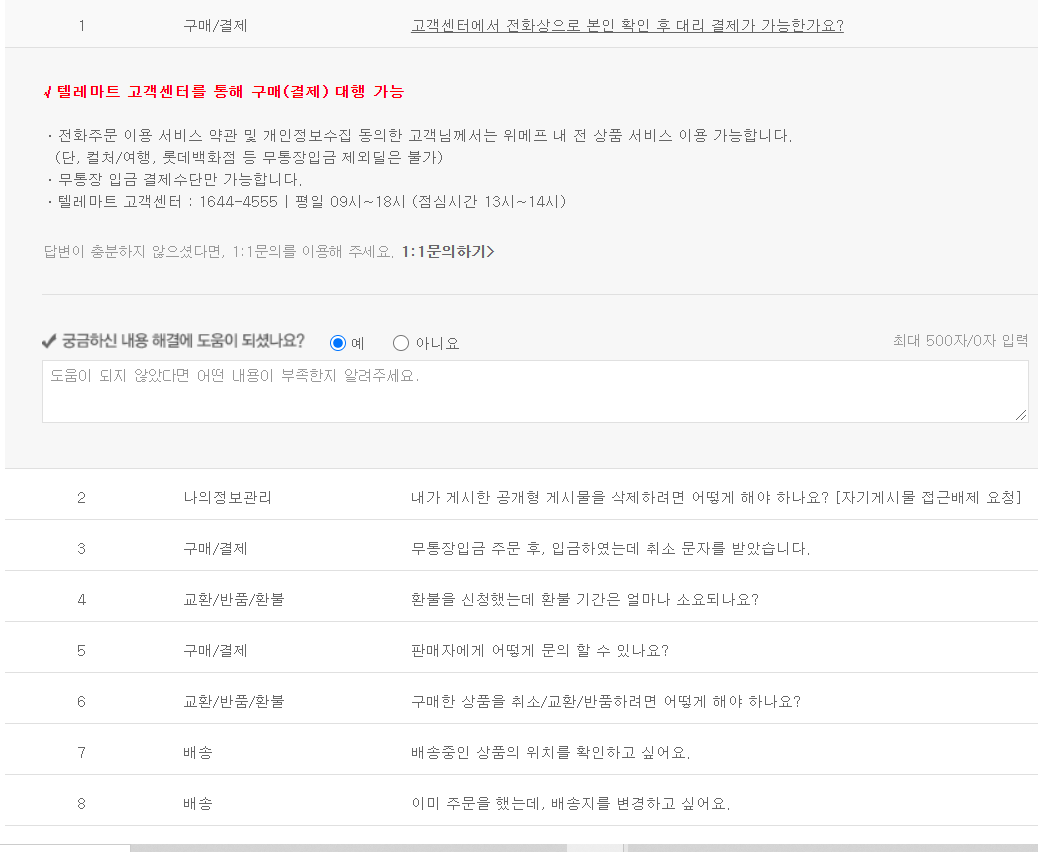 1 구매/결제 고객센터에서 전화상으로 본인 확인 후 대리 결제가 가능한가요?
√ 텔레마트 고객센터를 통해 구매(결제) 대행 가능
· 전화주문 이용 서비스 약관 및 개인정보수집 동의한 고객님께서는 위메프 내 전 상품 서비스 이용 가능합니다.
(단, 컬처/여행, 롯데백화점 등 무통장입금 제외딜은 불가)
· 무통장 입금 결제수단만 가능합니다.
· 텔레마트 고객센터 : 1644-4555 | 평일 09시~18시 (점심시간 13시~14시)
답변이 충분하지 않으셨다면, 1:1문의를 이용해 주세요. 1:1문의하기>
✔ 궁금하신 내용 해결에 도움이 되셨나요? 예 아니요 최대 500자/0자 입력
도움이 되지 않았다면 어떤 내용이 부족한지 알려주세요.
2 나의정보관리 내가 게시한 공개형 게시물을 삭제하려면 어떻게 해야 하나요? [자기게시물 접근배제 요청]
3 구매/결제 무통장입금 주문 후, 입금하였는데 취소 문자를 받았습니다.
4 교환/반품/환불 환불을 신청했는데 환불 기간은 얼마나 소요되나요?
5 구매/결제 판매자에게 어떻게 문의 할 수 있나요?
6 교환/반품/환불 구매한 상품을 취소/교환/반품하려면 어떻게 해야 하나요?
7 배송 배송중인 상품의 위치를 확인하고 싶어요.
8 배송 이미 주문을 했는데, 배송지를 변경하고 싶어요.